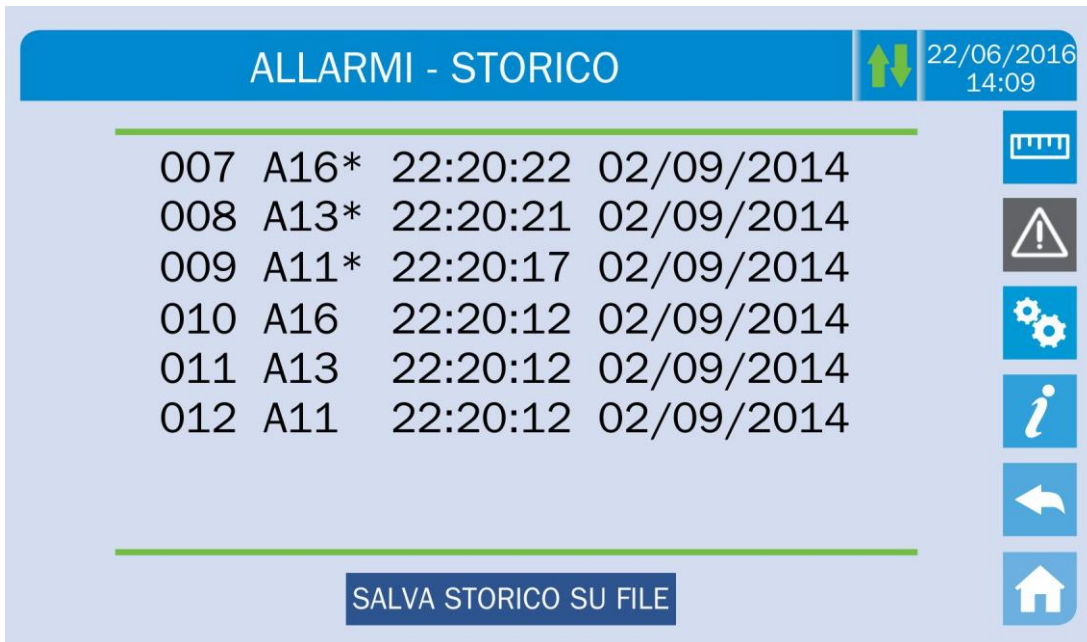 ALLARMI - STORICO
22/06/2016
14:09
007 A16* 22:20:22 02/09/2014
008 A13* 22:20:21 02/09/2014
009 A11* 22:20:17 02/09/2014
010 A16 22:20:12 02/09/2014
011 A13 22:20:12 02/09/2014
012 A11 22:20:12 02/09/2014
SALVA STORICO SU FILE